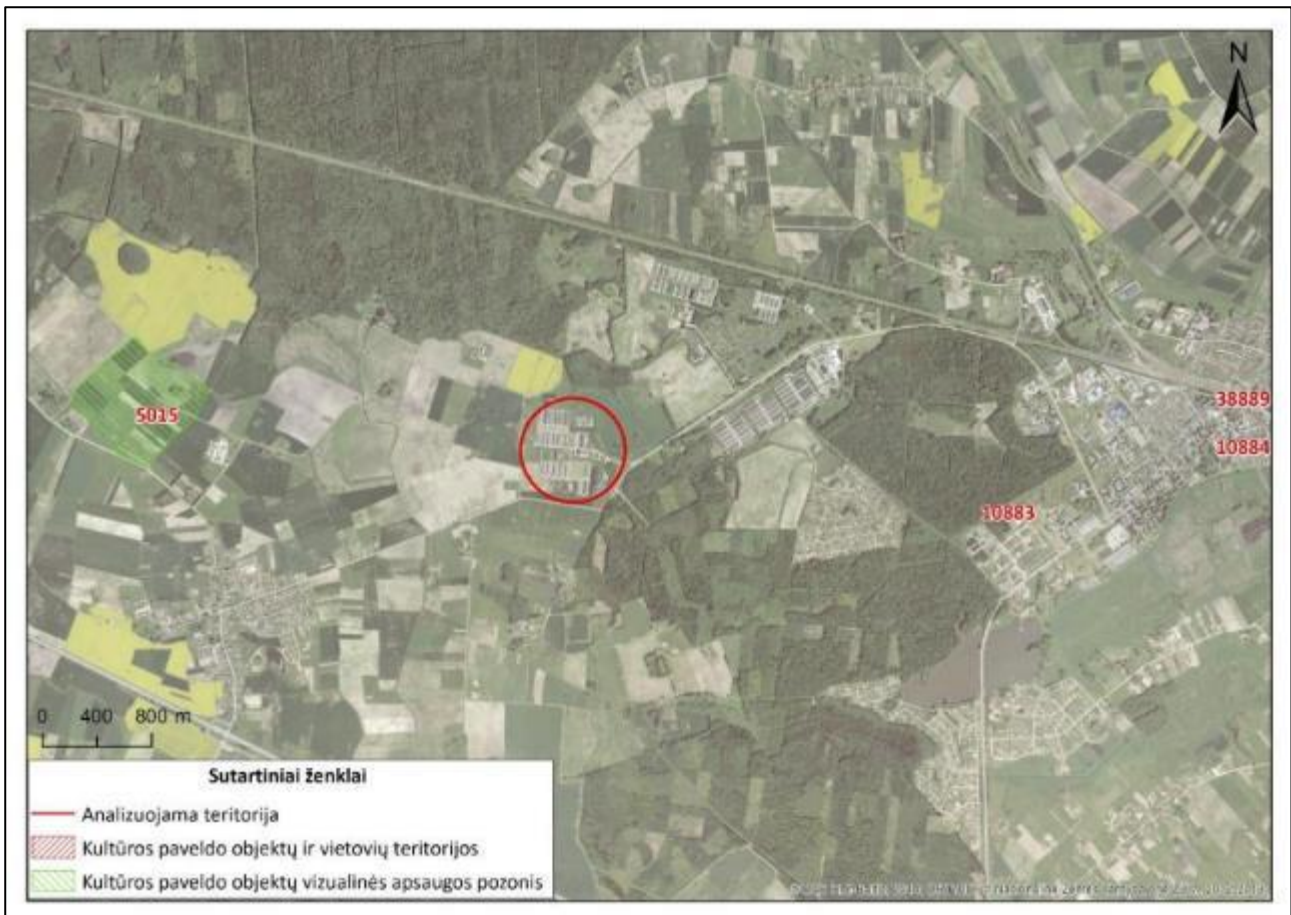 N
5015
38889
10884
10883
0 400 800 m
Sutartiniai ženklai
Analizuojama teritorija
Kultūros paveldo objektų ir vietovių teritorijos
Kultūros paveldo objektų vizualinės apsaugos pozonis